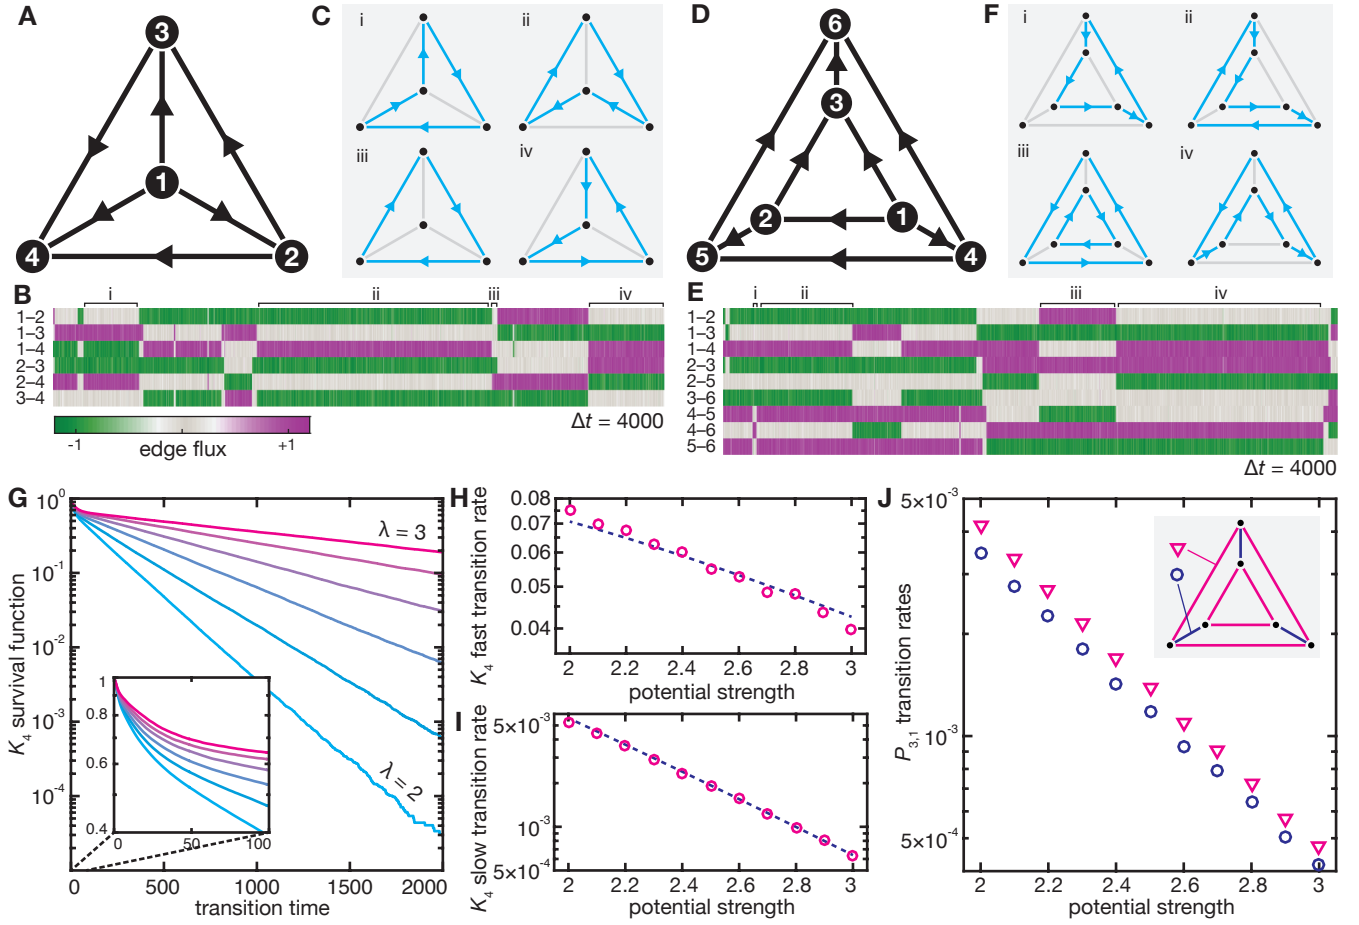 A
3
1
4
2
C
i
ii
iii
iv
D
6
3
2
1
5
4
F
i
ii
iii
iv
B
i
ii
iii
iv
1–2
1–3
1–4
2–3
2–4
3–4
-1
+1
edge flux
Δt = 4000
E
i
ii
iii
iv
1–2
1–3
1–4
2–3
2–5
3–6
4–5
4–6
5–6
Δt = 4000
G
K4 survival function
10^0
10^-1
10^-2
10^-3
10^-4
λ = 3
λ = 2
1
0.8
0.6
0.4
0
50
100
0
500
1000
1500
2000
transition time
H
K4 fast transition rate
0.08
0.07
0.06
0.05
0.04
2
2.2
2.4
2.6
2.8
3
potential strength
I
K4 slow transition rate
5×10^-3
10^-3
5×10^-4
2
2.2
2.4
2.6
2.8
3
potential strength
J
P3,1 transition rates
5×10^-3
10^-3
5×10^-4
2
2.2
2.4
2.6
2.8
3
potential strength